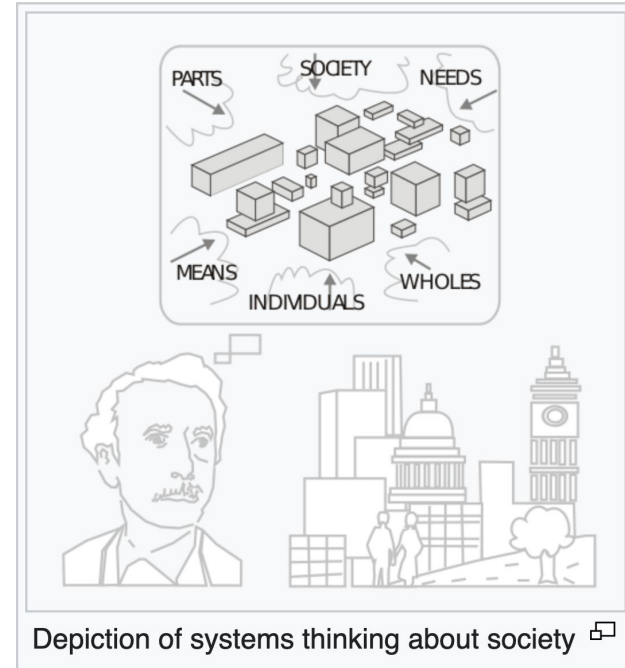 PARTS SOCIETY NEEDS
MEANS WHOLES
INDIVIDUALS
Depiction of systems thinking about society